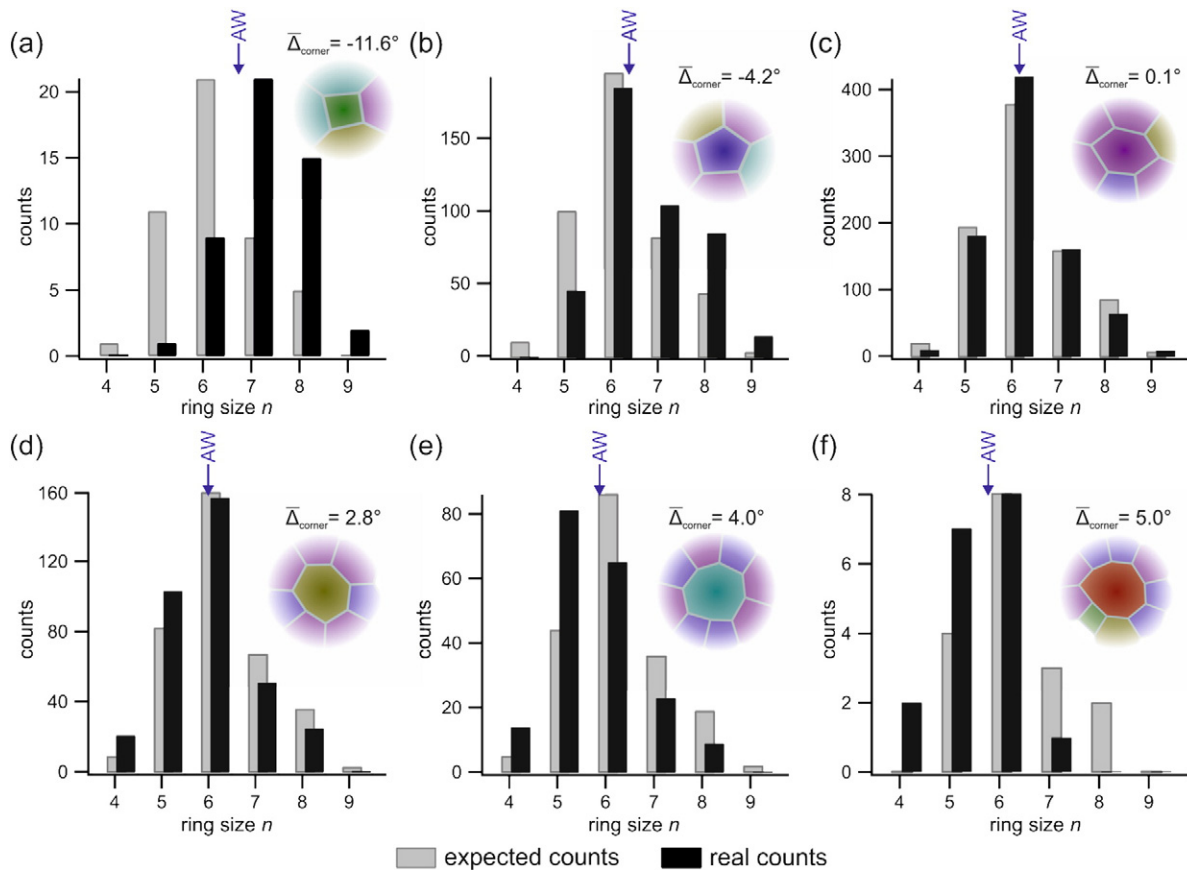 (a)
AW
Δ̅corner = -11.6°
counts
20
15
10
5
0
4 5 6 7 8 9
ring size n
(b)
AW
Δ̅corner = -4.2°
counts
150
100
50
0
4 5 6 7 8 9
ring size n
(c)
AW
Δ̅corner = 0.1°
counts
400
300
200
100
0
4 5 6 7 8 9
ring size n
(d)
AW
Δ̅corner = 2.8°
counts
160
120
80
40
0
4 5 6 7 8 9
ring size n
(e)
AW
Δ̅corner = 4.0°
counts
80
60
40
20
0
4 5 6 7 8 9
ring size n
(f)
AW
Δ̅corner = 5.0°
counts
8
6
4
2
0
4 5 6 7 8 9
ring size n
expected counts real counts